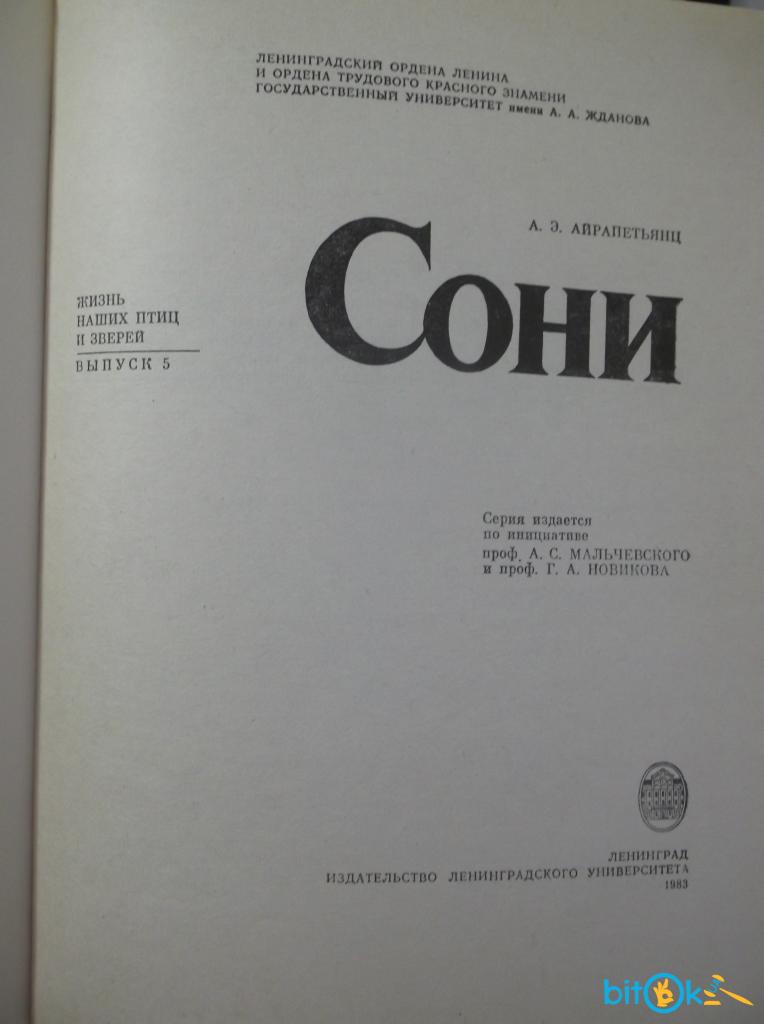 ЛЕНИНГРАДСКИЙ ОРДЕНА ЛЕНИНА
И ОРДЕНА ТРУДОВОГО КРАСНОГО ЗНАМЕНИ
ГОСУДАРСТВЕННЫЙ УНИВЕРСИТЕТ имени А. А. ЖДАНОВА
А. Э. АЙРАПЕТЬЯНЦ
СОНИ
ЖИЗНЬ
НАШИХ ПТИЦ
И ЗВЕРЕЙ
ВЫПУСК 5
Серия издается
по инициативе
проф. А. С. МАЛЬЧЕВСКОГО
и проф. Г. А. НОВИКОВА
ЛЕНИНГРАД
ИЗДАТЕЛЬСТВО ЛЕНИНГРАДСКОГО УНИВЕРСИТЕТА
1983
bitok